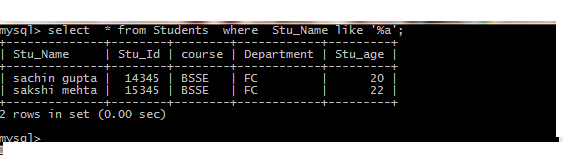 mysql> select  * from Students  where  Stu_Name like '%a';
+--------------+--------+--------+------------+---------+
| Stu_Name     | Stu_Id | course | Department | Stu_age |
+--------------+--------+--------+------------+---------+
| sachin gupta |  14345 | BSSE   | FC         |      20 |
| sakshi mehta |  15345 | BSSE   | FC         |      22 |
+--------------+--------+--------+------------+---------+
2 rows in set (0.00 sec)
mysql>